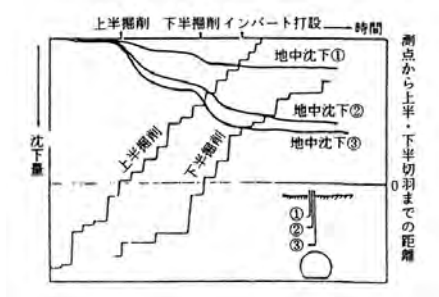 上半掘削 下半掘削 インバート打設 → 時間
地中沈下①
地中沈下②
地中沈下③
上半掘削
下半掘削
沈下量
0
①
②
③
測点から上半・下半切羽までの距離